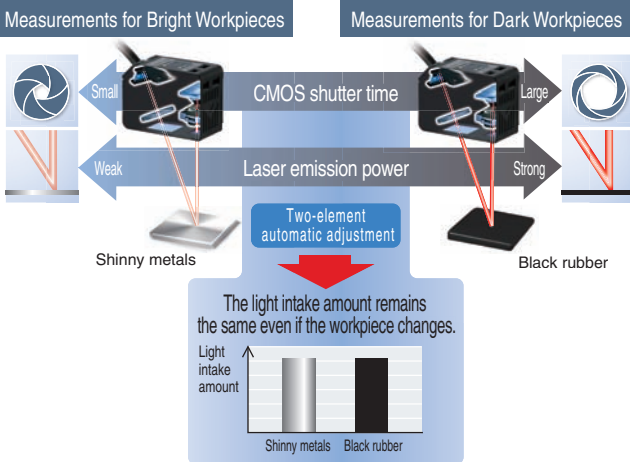 Measurements for Bright Workpieces
Measurements for Dark Workpieces
Small
CMOS shutter time
Large
Weak
Laser emission power
Strong
Two-element
automatic adjustment
Shiny metals
Black rubber
The light intake amount remains
the same even if the workpiece changes.
Light
intake
amount
Shinny metals
Black rubber